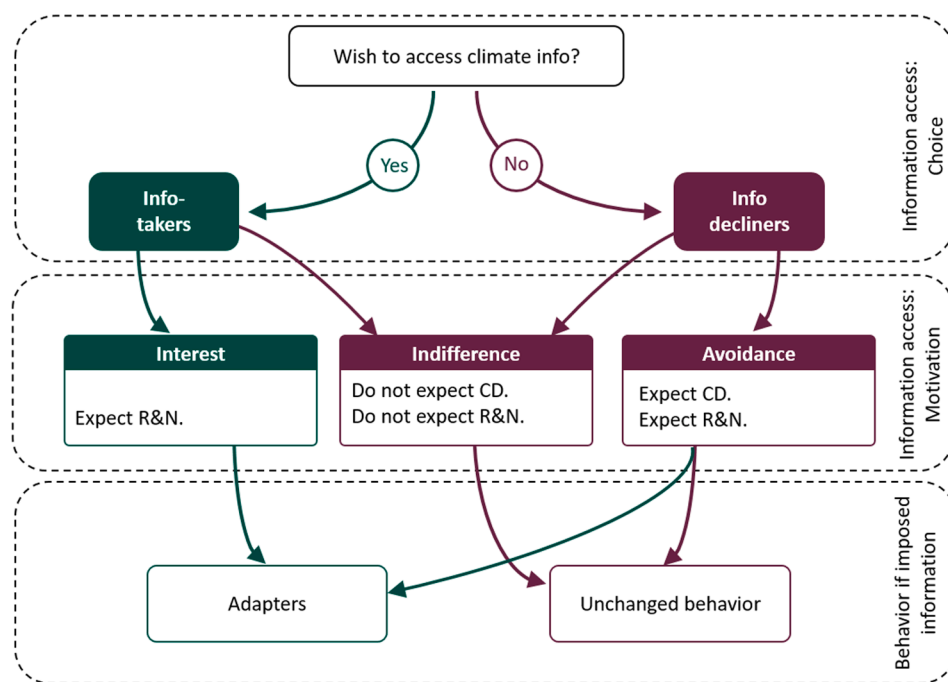 Wish to access climate info?
Yes
No
Info-
takers
Info
decliners
Information access:
Choice
Interest
Expect R&N.
Indifference
Do not expect CD.
Do not expect R&N.
Avoidance
Expect CD.
Expect R&N.
Information access:
Motivation
Adapters
Unchanged behavior
Behavior if imposed
information